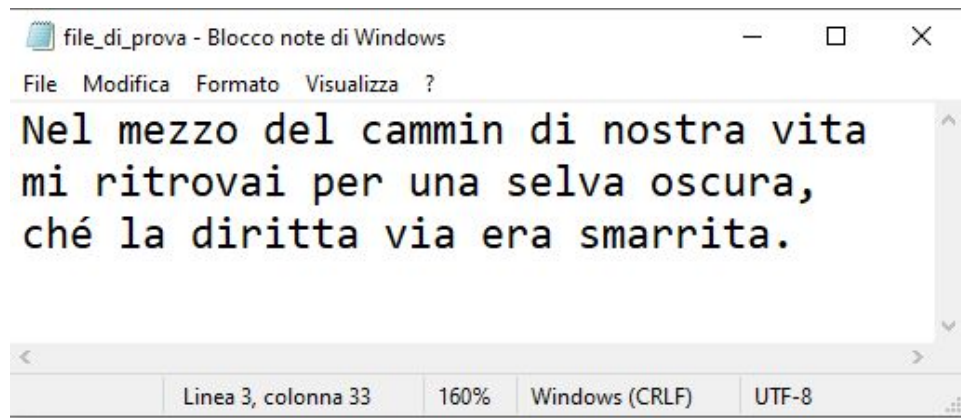 file_di_prova - Blocco note di Windows
File Modifica Formato Visualizza ?
Nel mezzo del cammin di nostra vita
mi ritrovai per una selva oscura,
ché la diritta via era smarrita.
Linea 3, colonna 33 160% Windows (CRLF) UTF-8